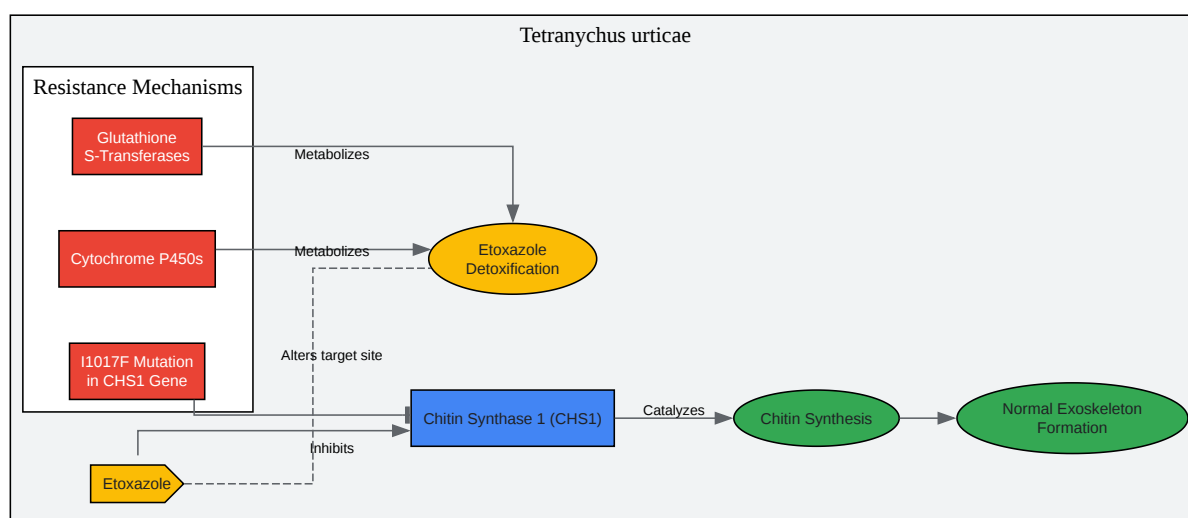 Tetranychus urticae
Resistance Mechanisms
Glutathione
S-Transferases
Metabolizes
Cytochrome P450s
Metabolizes
Etoxazole
Detoxification
I1017F Mutation
in CHS1 Gene
Alters target site
Chitin Synthase 1 (CHS1)
Catalyzes
Chitin Synthesis
Normal Exoskeleton
Formation
Inhibits
Etoxazole